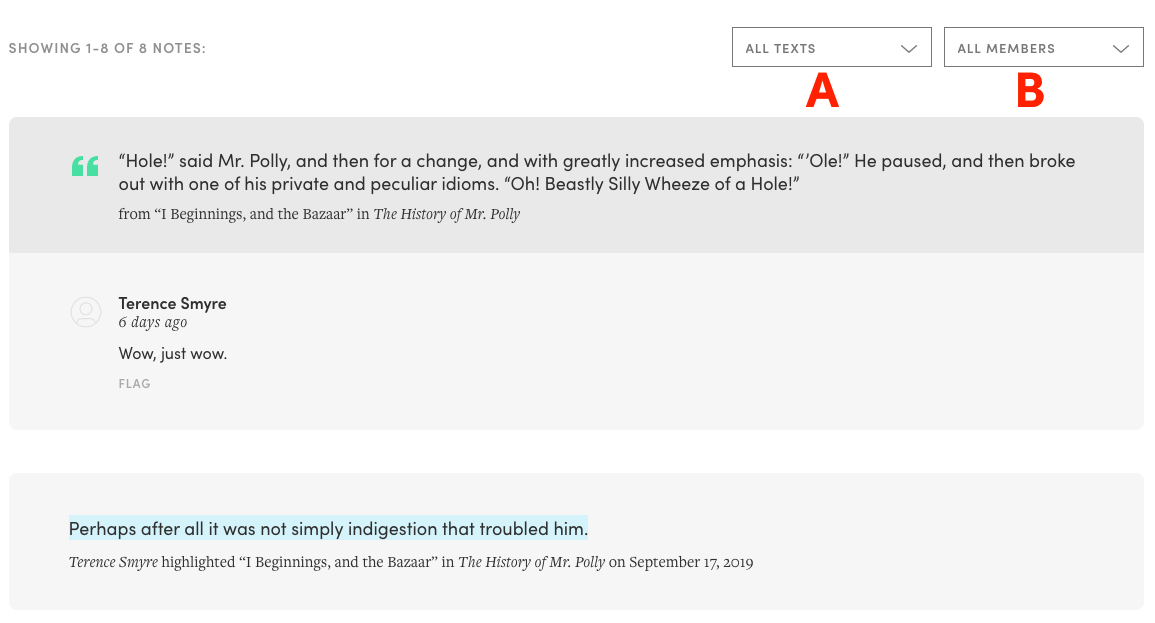 SHOWING 1-8 OF 8 NOTES:
ALL TEXTS
ALL MEMBERS
A
B
“Hole!” said Mr. Polly, and then for a change, and with greatly increased emphasis: “’Ole!” He paused, and then broke
out with one of his private and peculiar idioms. “Oh! Beastly Silly Wheeze of a Hole!”
from “I Beginnings, and the Bazaar” in The History of Mr. Polly
Terence Smyre
6 days ago
Wow, just wow.
FLAG
Perhaps after all it was not simply indigestion that troubled him.
Terence Smyre highlighted “I Beginnings, and the Bazaar” in The History of Mr. Polly on September 17, 2019